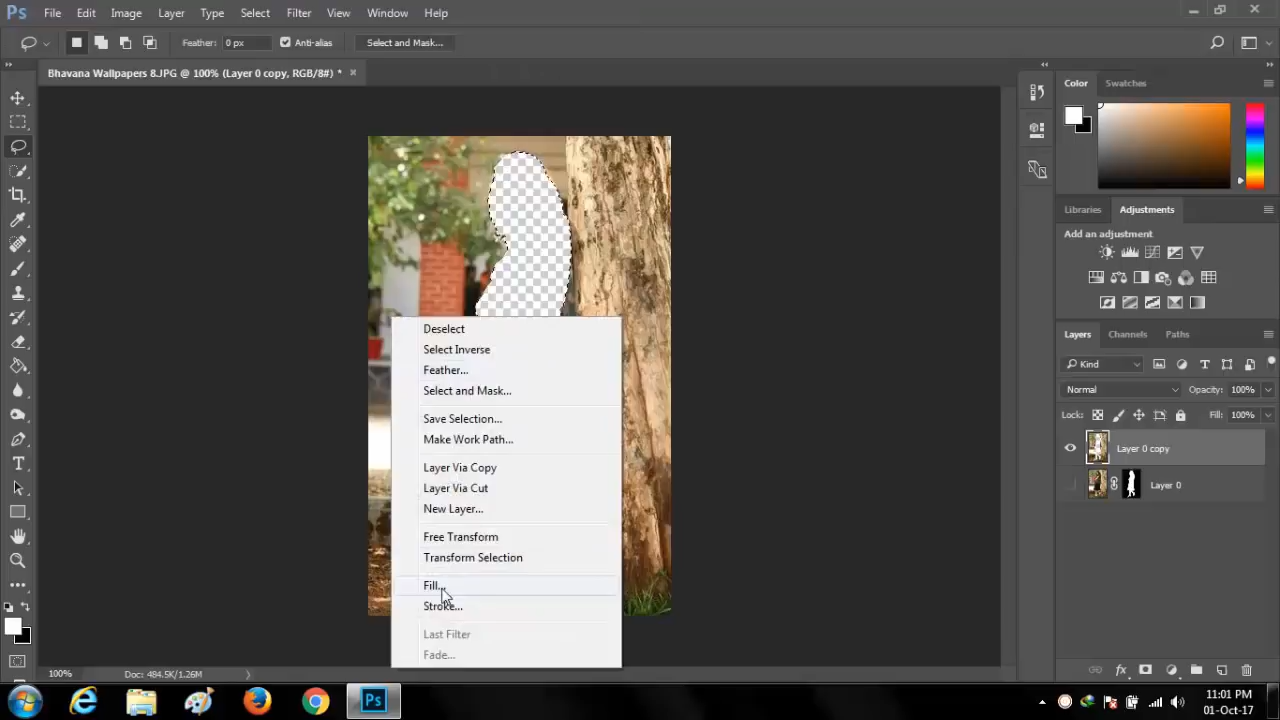 Ps File Edit Image Layer Type Select Filter View Window Help
Feather: 0 px Anti-alias Select and Mask...
Bhavana Wallpapers 8.JPG @ 100% (Layer 0 copy, RGB/8#) *
Color Swatches
Libraries Adjustments
Add an adjustment
Layers Channels Paths
Kind
Normal Opacity: 100%
Lock: Fill: 100%
Layer 0 copy
Layer 0
Deselect
Select Inverse
Feather...
Select and Mask...
Save Selection...
Make Work Path...
Layer Via Copy
Layer Via Cut
New Layer...
Free Transform
Transform Selection
Fill...
Stroke...
Last Filter
Fade...
100% Doc: 484.5K/1.26M
Ps
11:01 PM
01-Oct-17